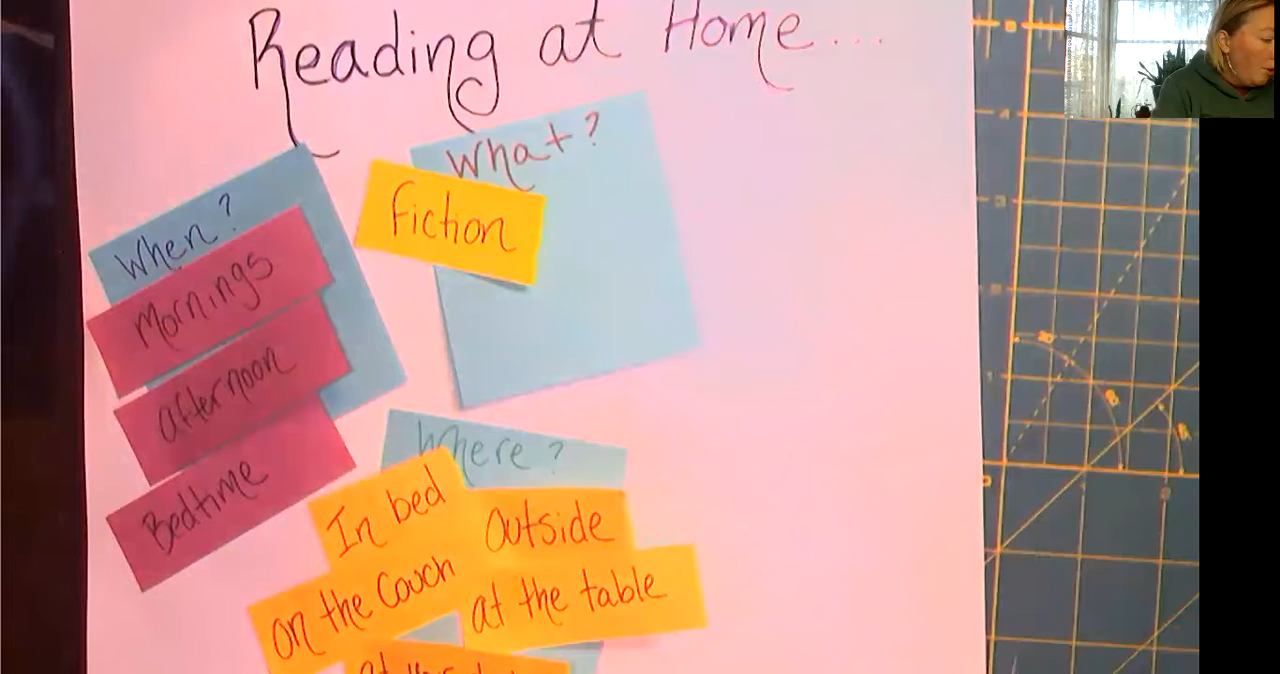 Reading at Home...
When?
Mornings
afternoon
Bedtime
What?
fiction
Where?
In bed
Outside
on the Couch
at the table